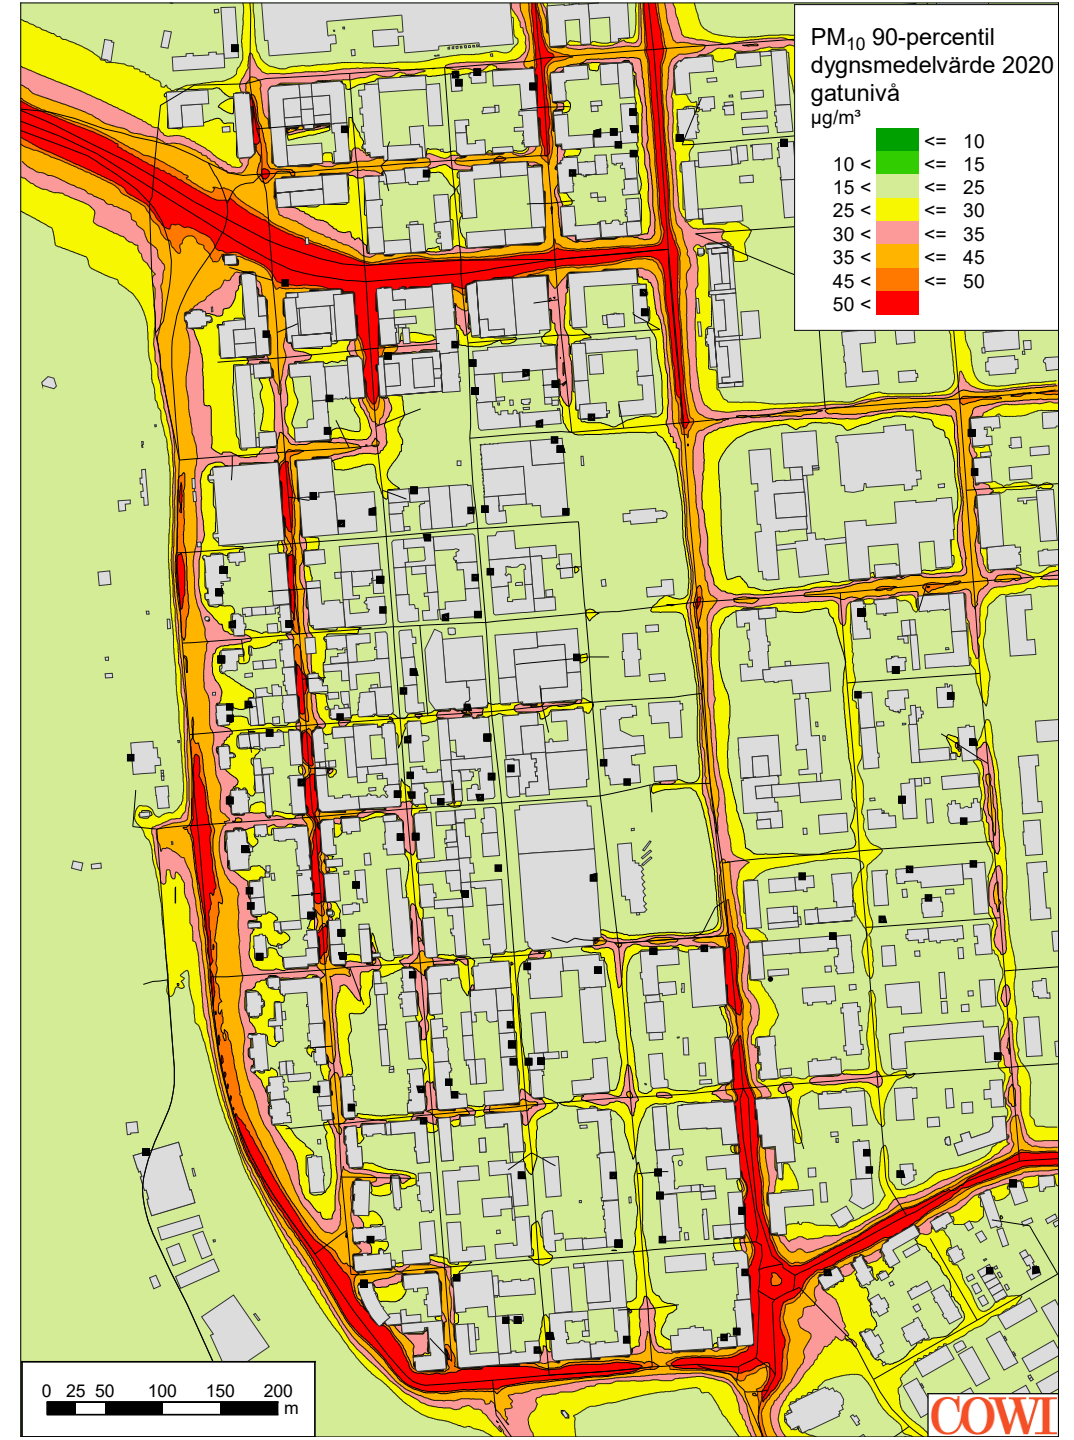 PM₁₀ 90-percentil
dygnsmedelvärde 2020
gatunivå
µg/m³
<= 10
10 < <= 15
15 < <= 25
25 < <= 30
30 < <= 35
35 < <= 45
45 < <= 50
50 <
0 25 50 100 150 200
m
COWI